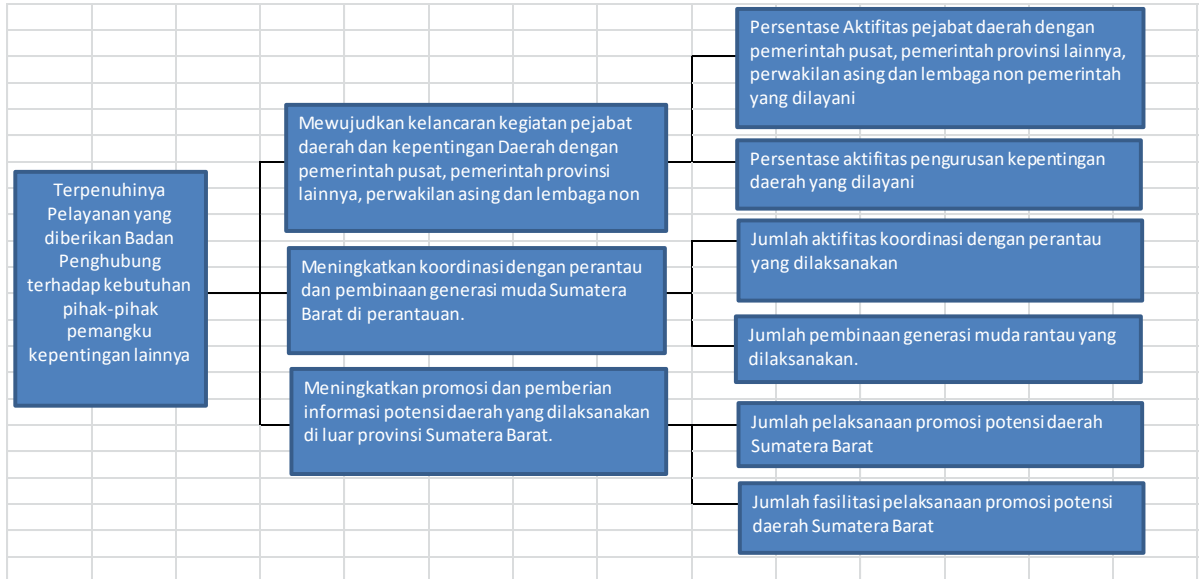 Terpenuhinya
Pelayanan yang
diberikan Badan
Penghubung
terhadap kebutuhan
pihak-pihak
pemangku
kepentingan lainnya
Mewujudkan kelancaran kegiatan pejabat
daerah dan kepentingan Daerah dengan
pemerintah pusat, pemerintah provinsi
lainnya, perwakilan asing dan lembaga non
Meningkatkan koordinasi dengan perantau
dan pembinaan generasi muda Sumatera
Barat di perantauan.
Meningkatkan promosi dan pemberian
informasi potensi daerah yang dilaksanakan
di luar provinsi Sumatera Barat.
Persentase Aktifitas pejabat daerah dengan
pemerintah pusat, pemerintah provinsi lainnya,
perwakilan asing dan lembaga non pemerintah
yang dilayani
Persentase aktifitas pengurusan kepentingan
daerah yang dilayani
Jumlah aktifitas koordinasi dengan perantau
yang dilaksanakan
Jumlah pembinaan generasi muda rantau yang
dilaksanakan.
Jumlah pelaksanaan promosi potensi daerah
Sumatera Barat
Jumlah fasilitasi pelaksanaan promosi potensi
daerah Sumatera Barat